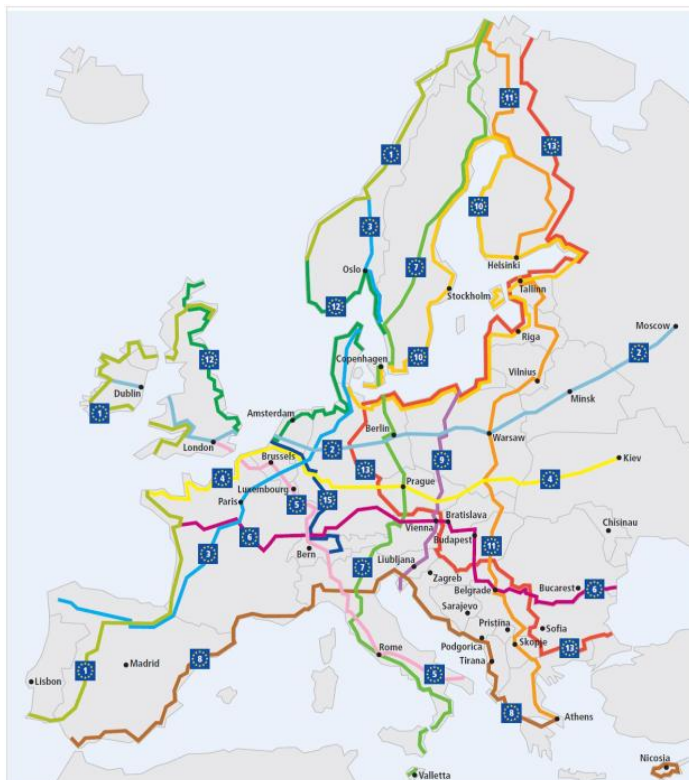 11
1
13
3
10
7
Oslo
Helsinki
12
Stockholm
Tallinn
Moscow
Riga
2
12
10
Copenhagen
Vilnius
Dublin
Minsk
1
Amsterdam
Berlin
London
2
Warsaw
Brussels
9
13
Kiev
4
Luxembourg
Prague
4
15
Paris
5
Bratislava
Chisinau
6
Vienna
Budapest
3
Bern
11
7
Liubljana
Zagreb
Belgrade
Bucarest
6
Sarajevo
Pristina
Sofia
8
Podgorica
Skopje
13
1
Madrid
Rome
Tirana
Lisbon
5
8
Athens
Nicosia
Valletta